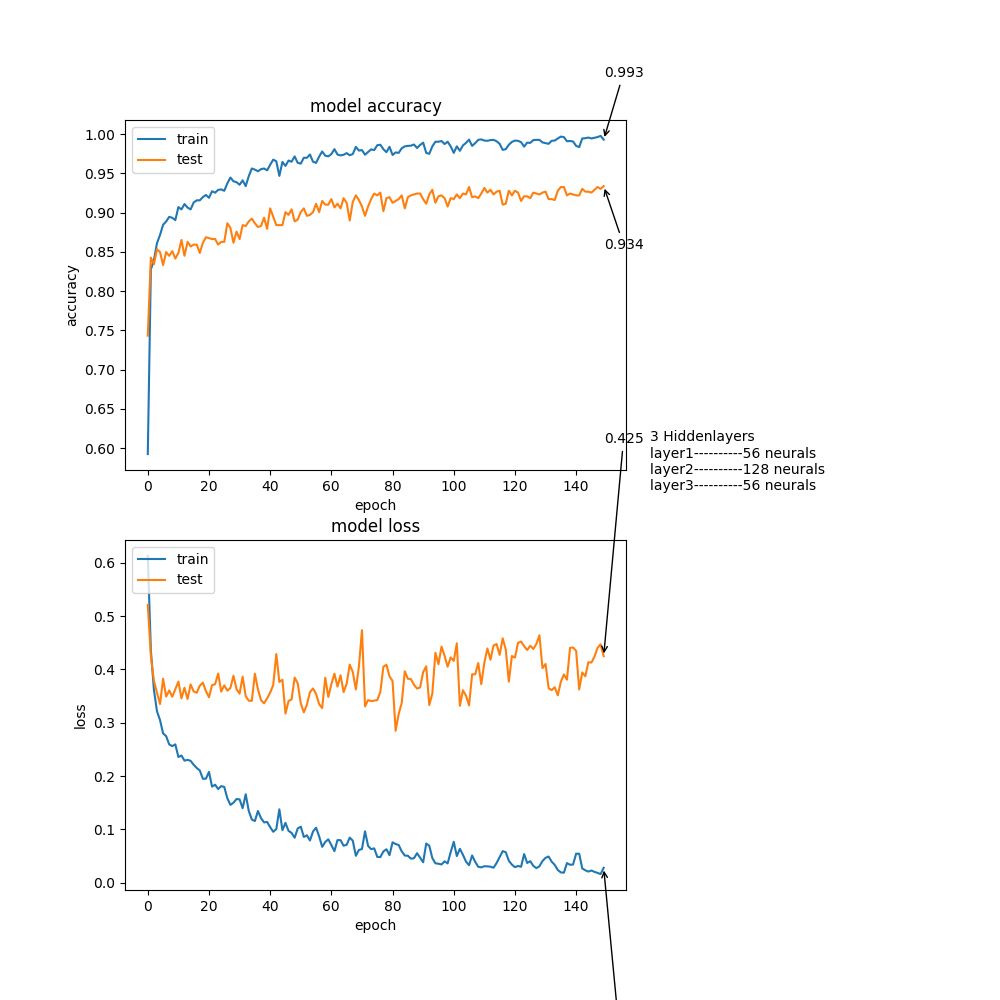 0.993
model accuracy
train
test
1.00
0.95
0.90
0.85
0.80
0.75
0.70
0.65
0.60
accuracy
0.934
0 20 40 60 80 100 120 140
epoch
0.425
3 Hiddenlayers
layer1----------56 neurals
layer2----------128 neurals
layer3----------56 neurals
model loss
train
test
0.6
0.5
0.4
0.3
0.2
0.1
0.0
loss
0 20 40 60 80 100 120 140
epoch